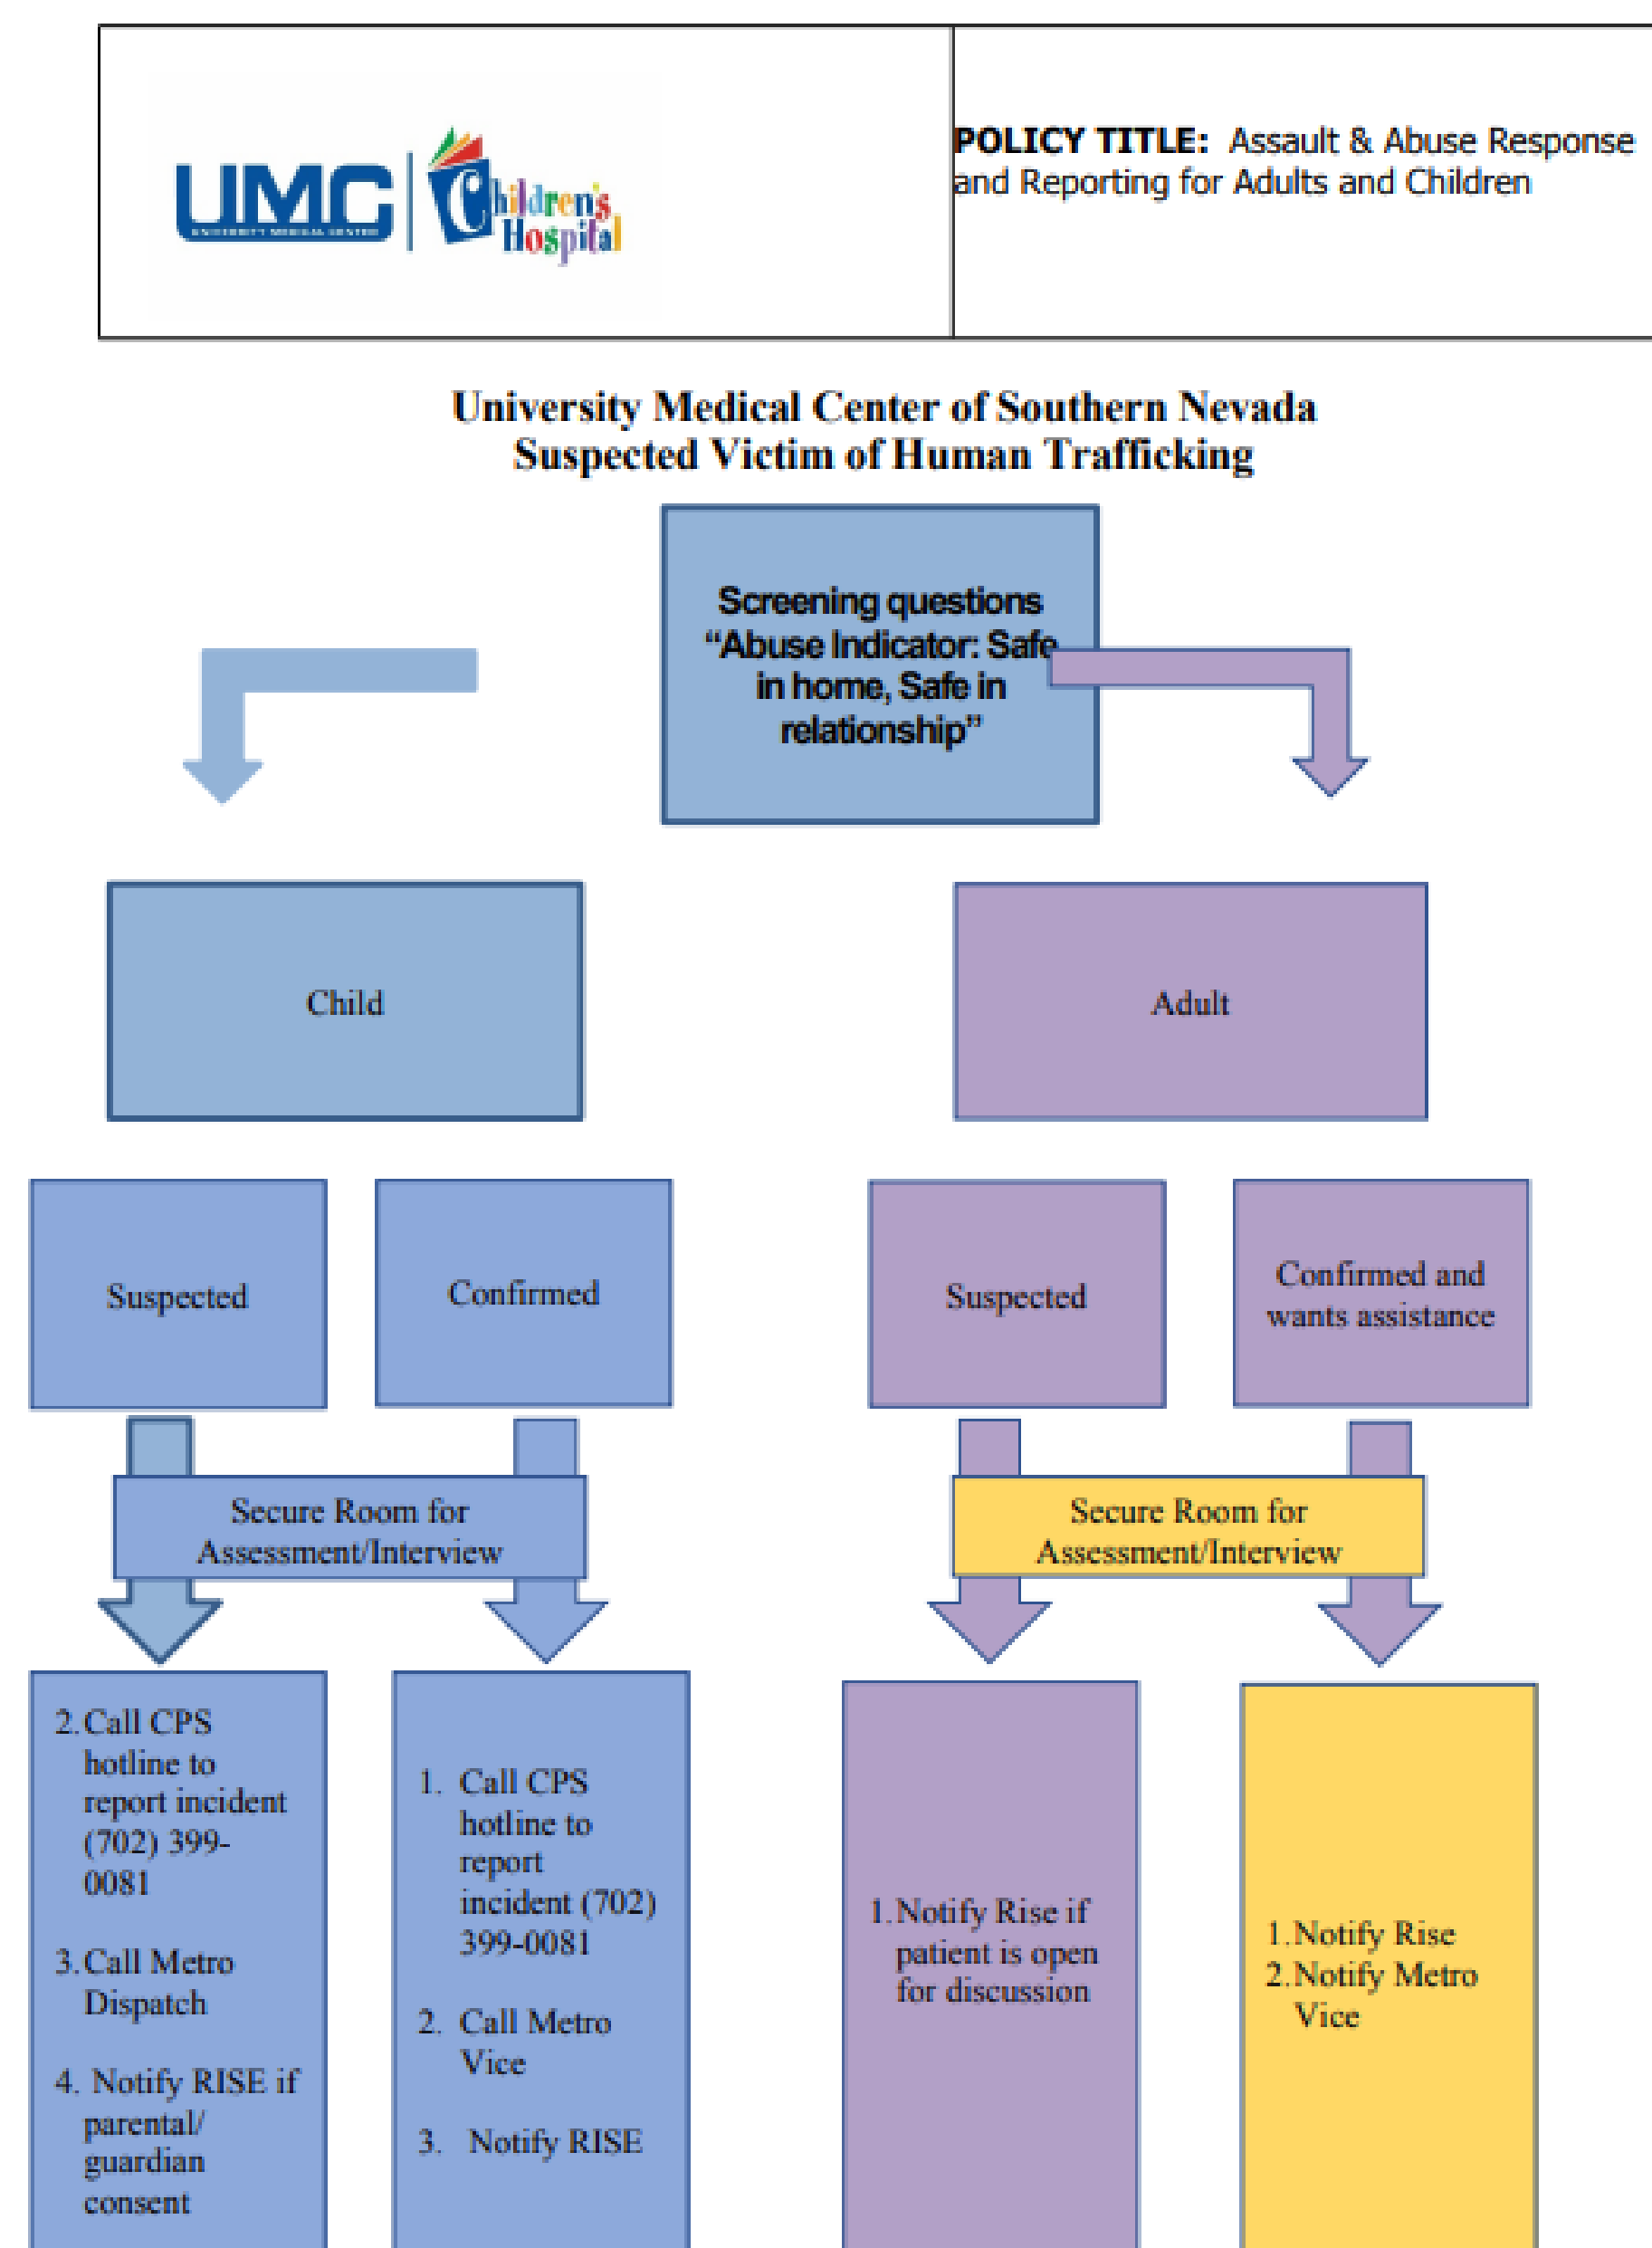 UMC
UNIVERSITY MEDICAL CENTER
Children's
Hospital
POLICY TITLE: Assault & Abuse Response
and Reporting for Adults and Children
University Medical Center of Southern Nevada
Suspected Victim of Human Trafficking
Screening questions
“Abuse Indicator: Safe
in home, Safe in
relationship”
Child
Adult
Suspected
Confirmed
Suspected
Confirmed and
wants assistance
Secure Room for
Assessment/Interview
Secure Room for
Assessment/Interview
2. Call CPS
hotline to
report incident
(702) 399-
0081
3. Call Metro
Dispatch
4. Notify RISE if
parental/
guardian
consent
1. Call CPS
hotline to
report
incident (702)
399-0081
2. Call Metro
Vice
3. Notify RISE
1. Notify Rise if
patient is open
for discussion
1. Notify Rise
2. Notify Metro
Vice